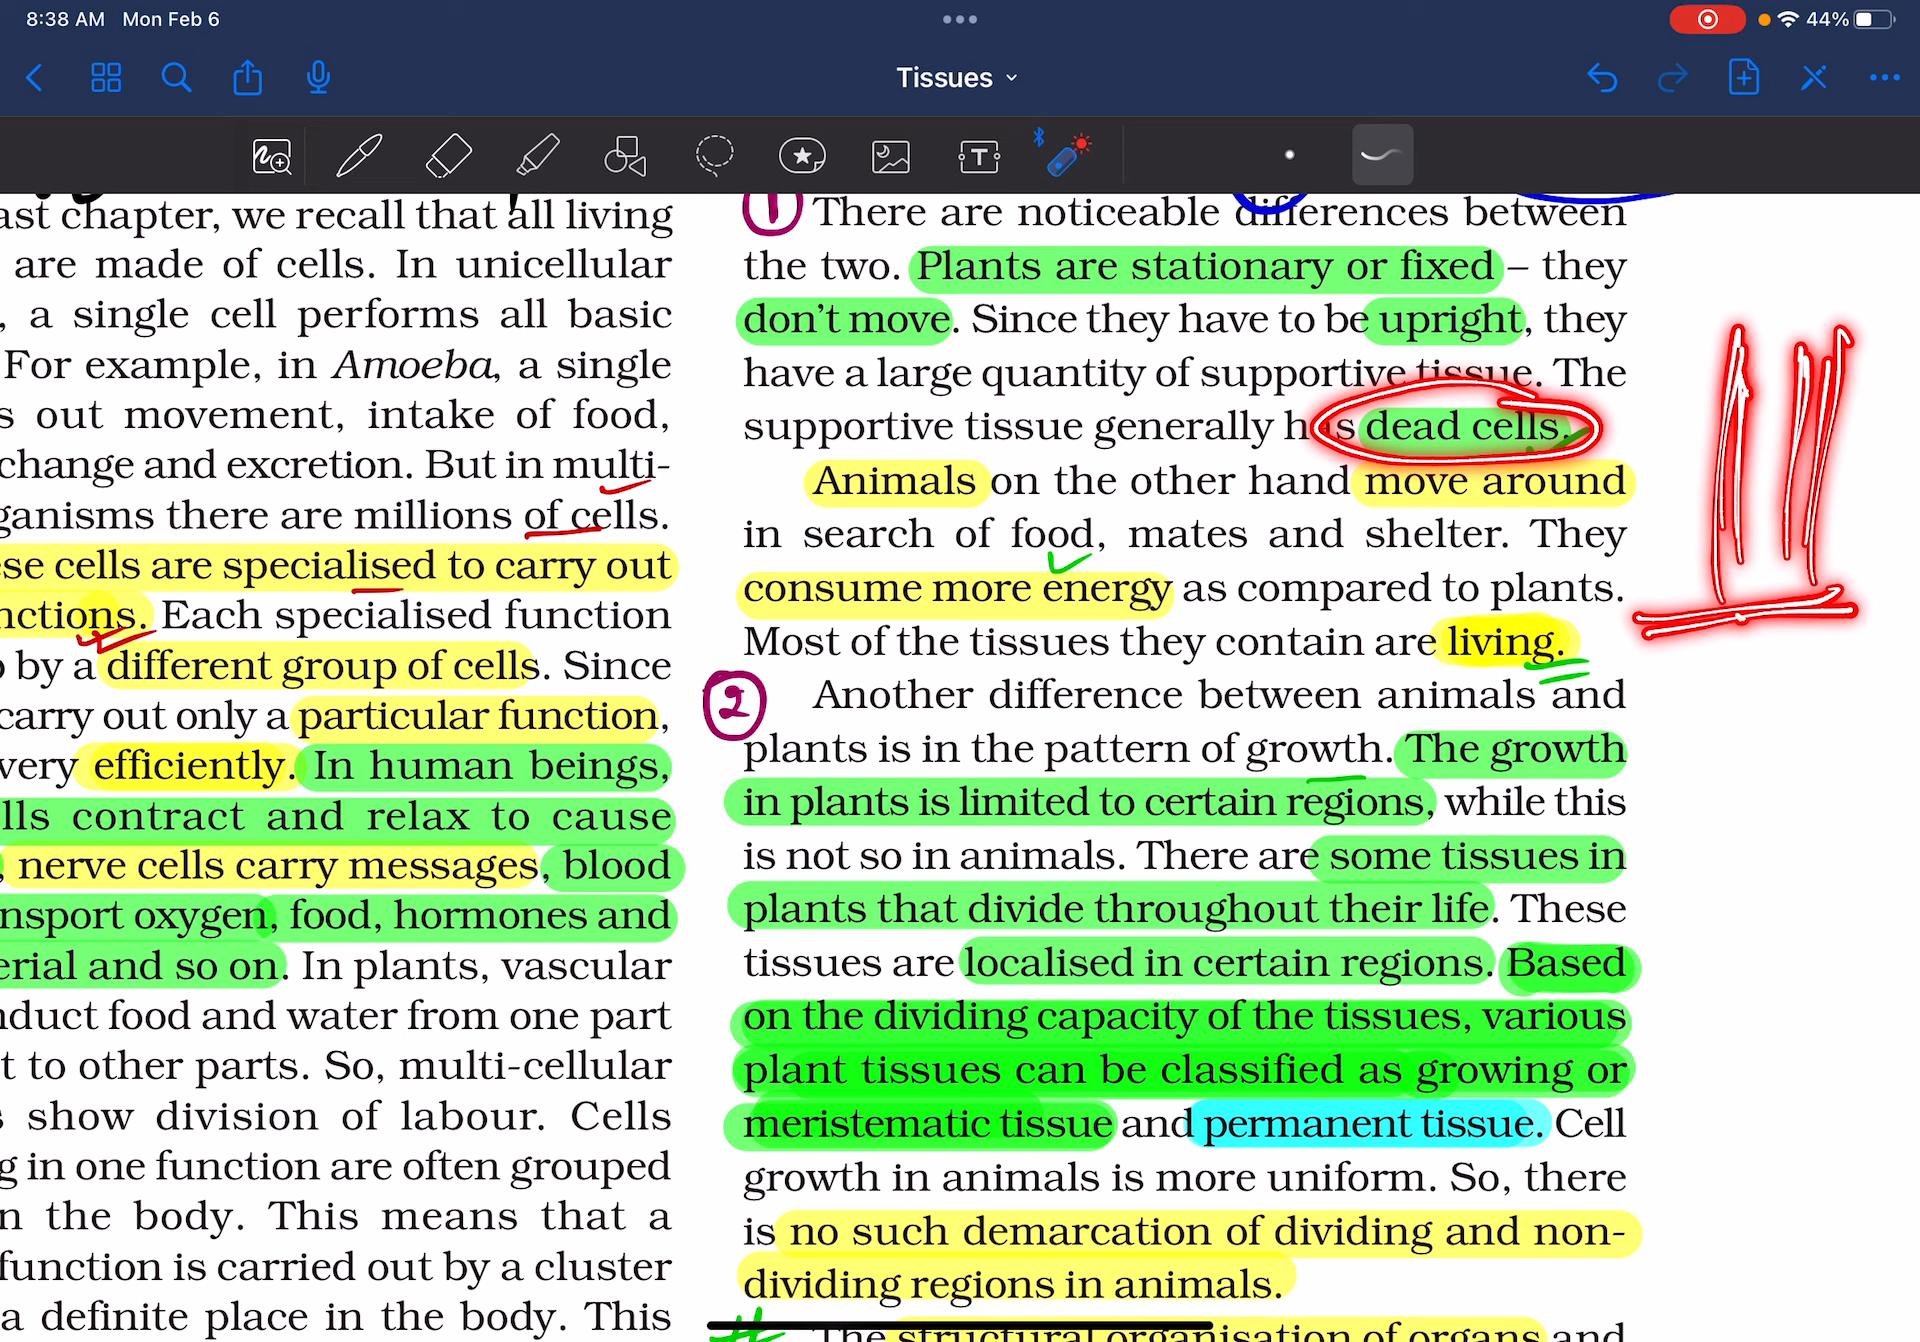 8:38 AM Mon Feb 6
44%
Tissues
T
ast chapter, we recall that all living
are made of cells. In unicellular
, a single cell performs all basic
For example, in Amoeba, a single
s out movement, intake of food,
change and excretion. But in multi-
ganisms there are millions of cells.
ese cells are specialised to carry out
nctions. Each specialised function
by a different group of cells. Since
carry out only a particular function,
very efficiently. In human beings,
lls contract and relax to cause
, nerve cells carry messages, blood
nsport oxygen, food, hormones and
erial and so on. In plants, vascular
nduct food and water from one part
t to other parts. So, multi-cellular
s show division of labour. Cells
g in one function are often grouped
n the body. This means that a
function is carried out by a cluster
a definite place in the body. This
1 There are noticeable differences between
the two. Plants are stationary or fixed – they
don't move. Since they have to be upright, they
have a large quantity of supportive tissue. The
supportive tissue generally has dead cells.
Animals on the other hand move around
in search of food, mates and shelter. They
consume more energy as compared to plants.
Most of the tissues they contain are living.
2 Another difference between animals and
plants is in the pattern of growth. The growth
in plants is limited to certain regions, while this
is not so in animals. There are some tissues in
plants that divide throughout their life. These
tissues are localised in certain regions. Based
on the dividing capacity of the tissues, various
plant tissues can be classified as growing or
meristematic tissue and permanent tissue. Cell
growth in animals is more uniform. So, there
is no such demarcation of dividing and non-
dividing regions in animals.
# The structural organisation of organs and